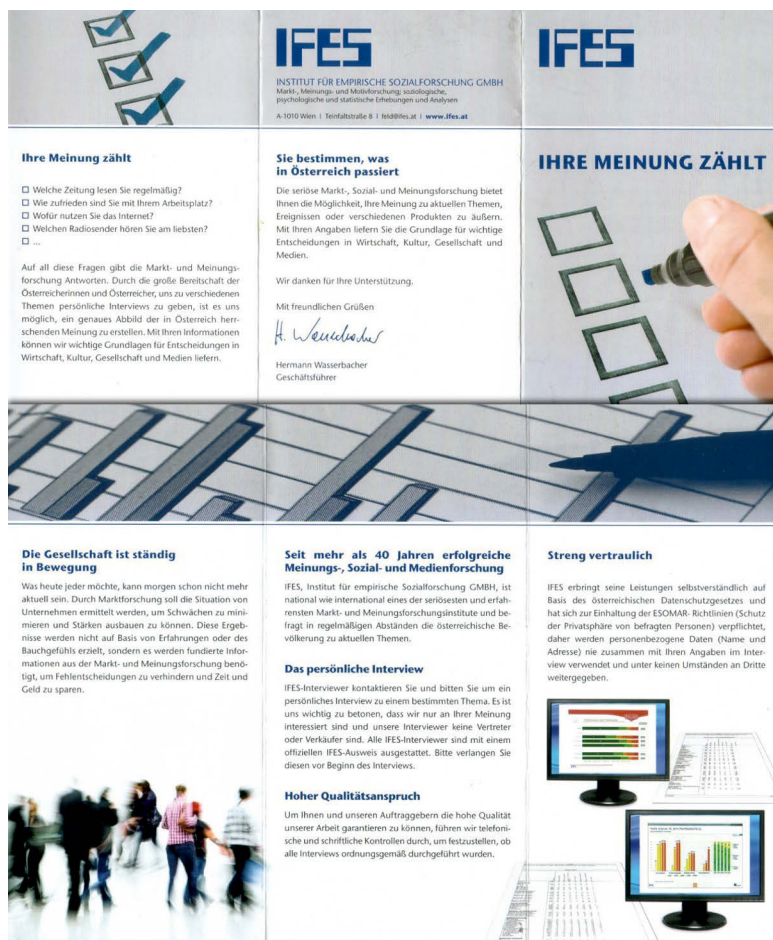 Ihre Meinung zählt
☐ Welche Zeitung lesen Sie regelmäßig?
☐ Wie zufrieden sind Sie mit Ihrem Arbeitsplatz?
☐ Wofür nutzen Sie das Internet?
☐ Welchen Radiosender hören Sie am liebsten?
☐ ...
Auf all diese Fragen gibt die Markt- und Meinungs-
forschung Antworten. Durch die große Bereitschaft der
Österreicherinnen und Österreicher, uns zu verschiedenen
Themen persönliche Interviews zu geben, ist es uns
möglich, ein genaues Abbild der in Österreich herr-
schenden Meinung zu erstellen. Mit Ihren Informationen
können wir wichtige Grundlagen für Entscheidungen in
Wirtschaft, Kultur, Gesellschaft und Medien liefern.
IFES
INSTITUT FÜR EMPIRISCHE SOZIALFORSCHUNG GMBH
Markt-, Meinungs- und Motivforschung; soziologische,
psychologische und statistische Erhebungen und Analysen
A-1010 Wien | Teinfaltstraße 8 | feld@ifes.at | www.ifes.at
Sie bestimmen, was
in Österreich passiert
Die seriöse Markt-, Sozial- und Meinungsforschung bietet
Ihnen die Möglichkeit, Ihre Meinung zu aktuellen Themen,
Ereignissen oder verschiedenen Produkten zu äußern.
Mit Ihren Angaben liefern Sie die Grundlage für wichtige
Entscheidungen in Wirtschaft, Kultur, Gesellschaft und
Medien.
Wir danken für Ihre Unterstützung.
Mit freundlichen Grüßen
Hermann Wasserbacher
Geschäftsführer
IFES
IHRE MEINUNG ZÄHLT
Die Gesellschaft ist ständig
in Bewegung
Was heute jeder möchte, kann morgen schon nicht mehr
aktuell sein. Durch Marktforschung soll die Situation von
Unternehmen ermittelt werden, um Schwächen zu mini-
mieren und Stärken ausbauen zu können. Diese Ergeb-
nisse werden nicht auf Basis von Erfahrungen oder des
Bauchgefühls erzielt, sondern es werden fundierte Infor-
mationen aus der Markt- und Meinungsforschung benö-
tigt, um Fehlentscheidungen zu verhindern und Zeit und
Geld zu sparen.
Seit mehr als 40 Jahren erfolgreiche
Meinungs-, Sozial- und Medienforschung
IFES, Institut für empirische Sozialforschung GMBH, ist
national wie international eines der seriösesten und erfah-
rensten Markt- und Meinungsforschungsinstitute und be-
fragt in regelmäßigen Abständen die österreichische Be-
völkerung zu aktuellen Themen.
Das persönliche Interview
IFES-Interviewer kontaktieren Sie und bitten Sie um ein
persönliches Interview zu einem bestimmten Thema. Es ist
uns wichtig zu betonen, dass wir nur an Ihrer Meinung
interessiert sind und unsere Interviewer keine Vertreter
oder Verkäufer sind. Alle IFES-Interviewer sind mit einem
offiziellen IFES-Ausweis ausgestattet. Bitte verlangen Sie
diesen vor Beginn des Interviews.
Hoher Qualitätsanspruch
Um Ihnen und unseren Auftraggebern die hohe Qualität
unserer Arbeit garantieren zu können, führen wir telefoni-
sche und schriftliche Kontrollen durch, um festzustellen, ob
alle Interviews ordnungsgemäß durchgeführt wurden.
Streng vertraulich
IFES erbringt seine Leistungen selbstverständlich auf
Basis des österreichischen Datenschutzgesetzes und
hat sich zur Einhaltung der ESOMAR- Richtlinien (Schutz
der Privatsphäre von befragten Personen) verpflichtet,
daher werden personenbezogene Daten (Name und
Adresse) nie zusammen mit Ihren Angaben im Inter-
view verwendet und unter keinen Umständen an Dritte
weitergegeben.